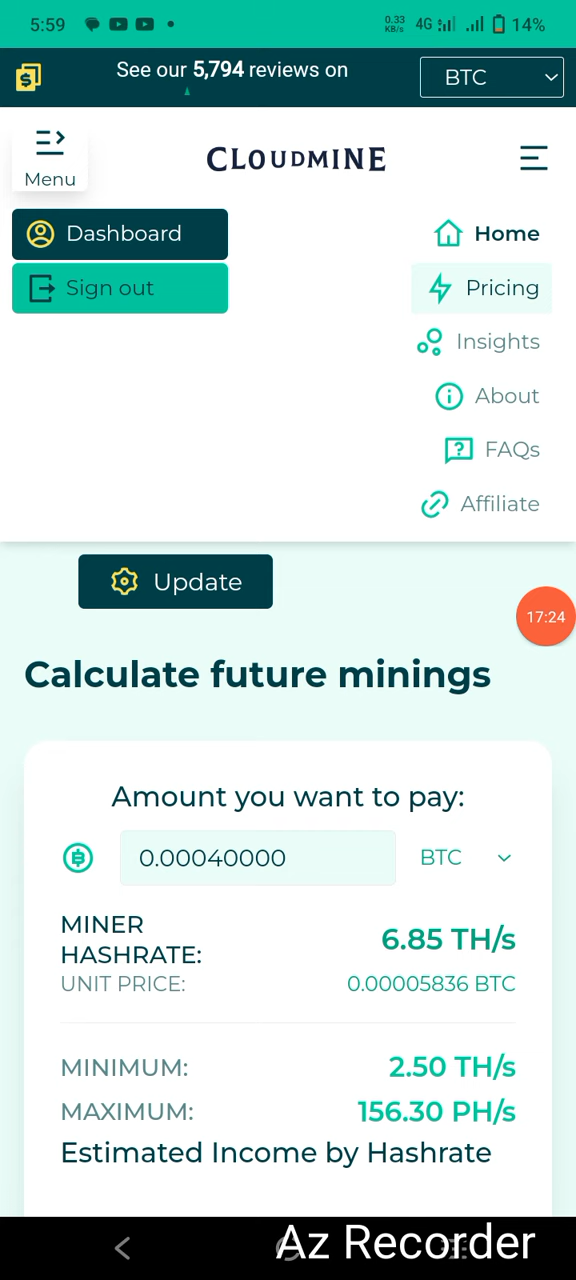 5:59
0.33
KB/s
4G
14%
See our 5,794 reviews on
BTC
CLOUDMINE
Menu
Dashboard
Home
Sign out
Pricing
Insights
About
FAQs
Affiliate
Update
17:24
Calculate future minings
Amount you want to pay:
0.00040000
BTC
MINER
HASHRATE:
6.85 TH/s
UNIT PRICE:
0.00005836 BTC
MINIMUM:
2.50 TH/s
MAXIMUM:
156.30 PH/s
Estimated Income by Hashrate
Az Recorder